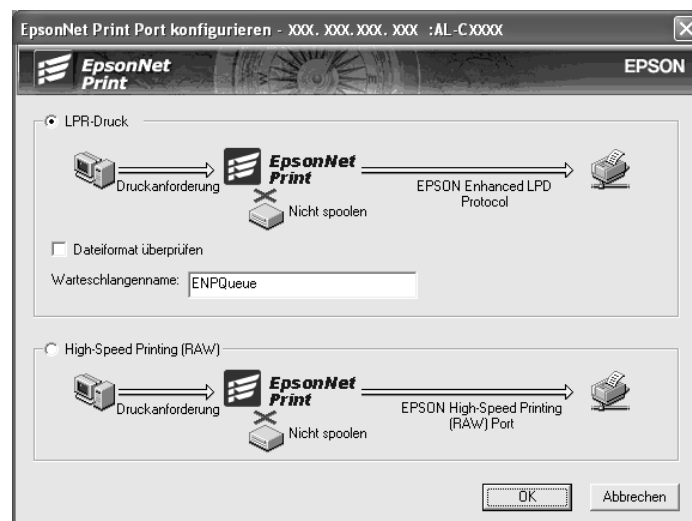 EpsonNet Print Port konfigurieren - XXX. XXX.XXX. XXX :AL-CXXXX
EpsonNet
Print
EPSON
LPR-Druck
Druckanforderung
EpsonNet
Print
Nicht spoolen
EPSON Enhanced LPD
Protocol
Dateiformat überprüfen
Warteschlangenname: ENPQueue
High-Speed Printing (RAW)
Druckanforderung
EpsonNet
Print
Nicht spoolen
EPSON High-Speed Printing
(RAW) Port
OK Abbrechen